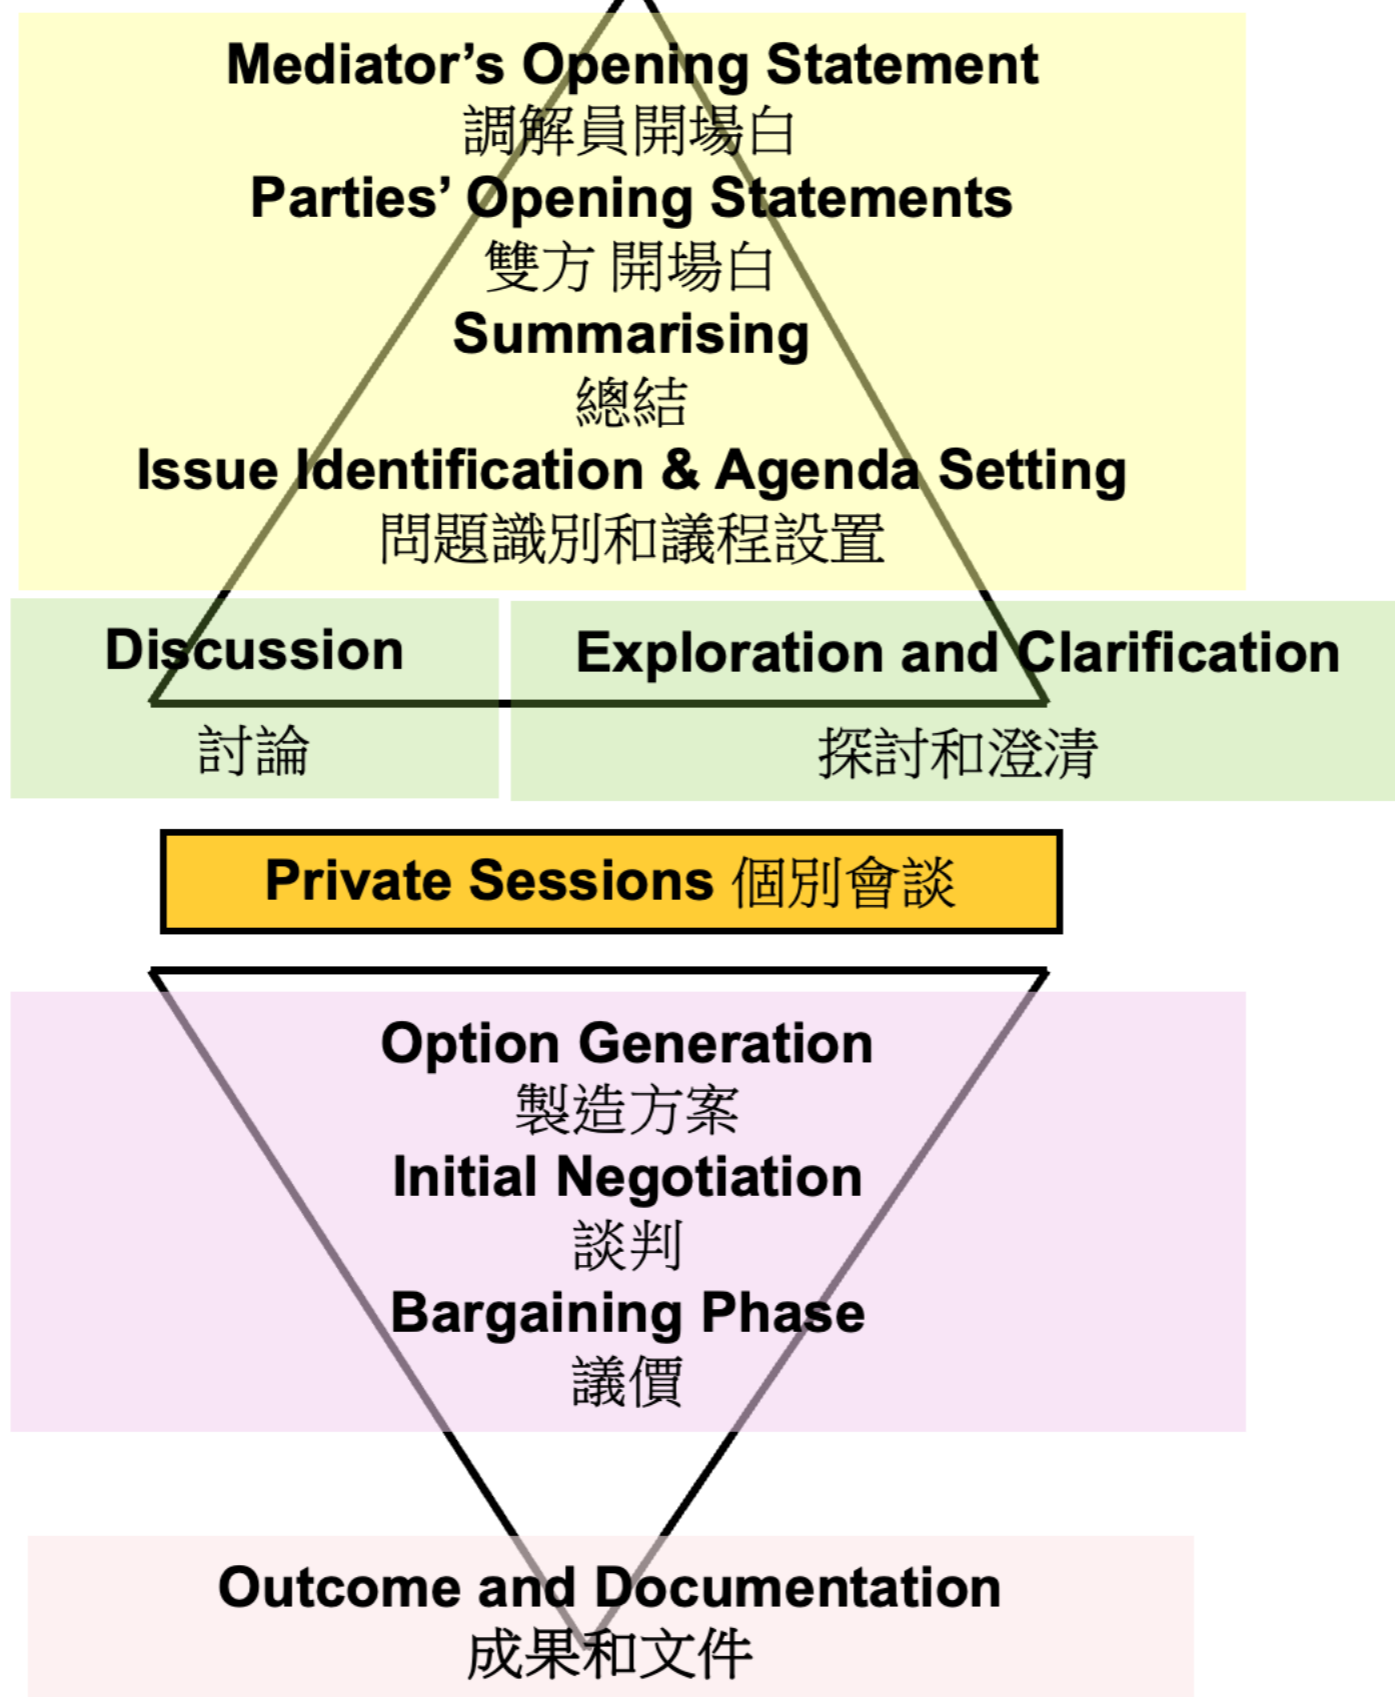 Mediator’s Opening Statement
調解員開場白
Parties’ Opening Statements
雙方 開場白
Summarising
總結
Issue Identification & Agenda Setting
問題識別和議程設置
Discussion
討論
Exploration and Clarification
探討和澄清
Private Sessions 個別會談
Option Generation
製造方案
Initial Negotiation
談判
Bargaining Phase
議價
Outcome and Documentation
成果和文件